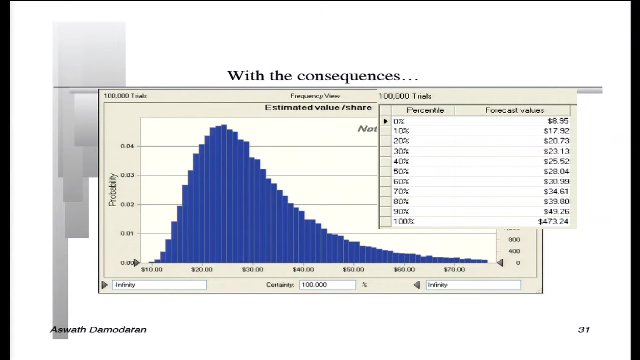 With the consequences…
100,000 Trials
Frequency View
Estimated value/share
Not
Probability
0.04
0.03
0.02
0.01
0.00
$10.00 $20.00 $30.00 $40.00 $50.00 $60.00 $70.00
800
400
0
-Infinity
Certainty: 100.000 %
Infinity
100,000 Trials
Percentile Forecast values
0% $8.95
10% $17.92
20% $20.73
30% $23.13
40% $25.52
50% $28.04
60% $30.99
70% $34.61
80% $39.80
90% $49.26
100% $473.24
Aswath Damodaran
31